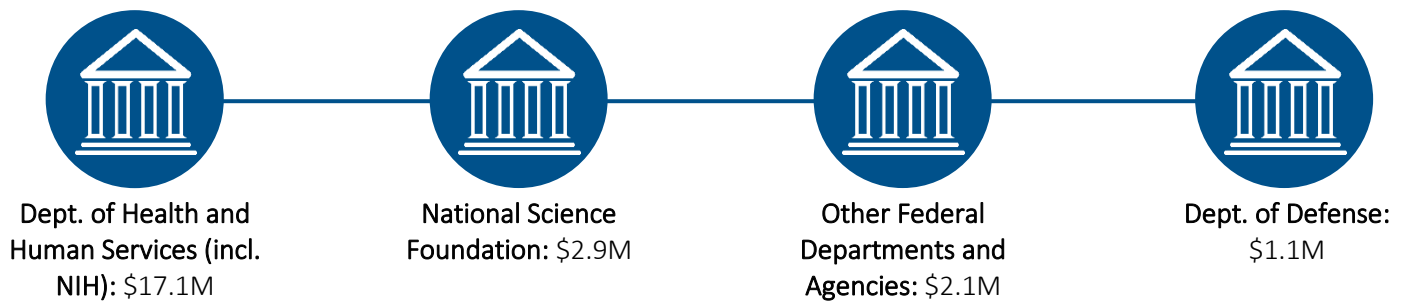 Dept. of Health and
Human Services (incl.
NIH): $17.1M
National Science
Foundation: $2.9M
Other Federal
Departments and
Agencies: $2.1M
Dept. of Defense:
$1.1M